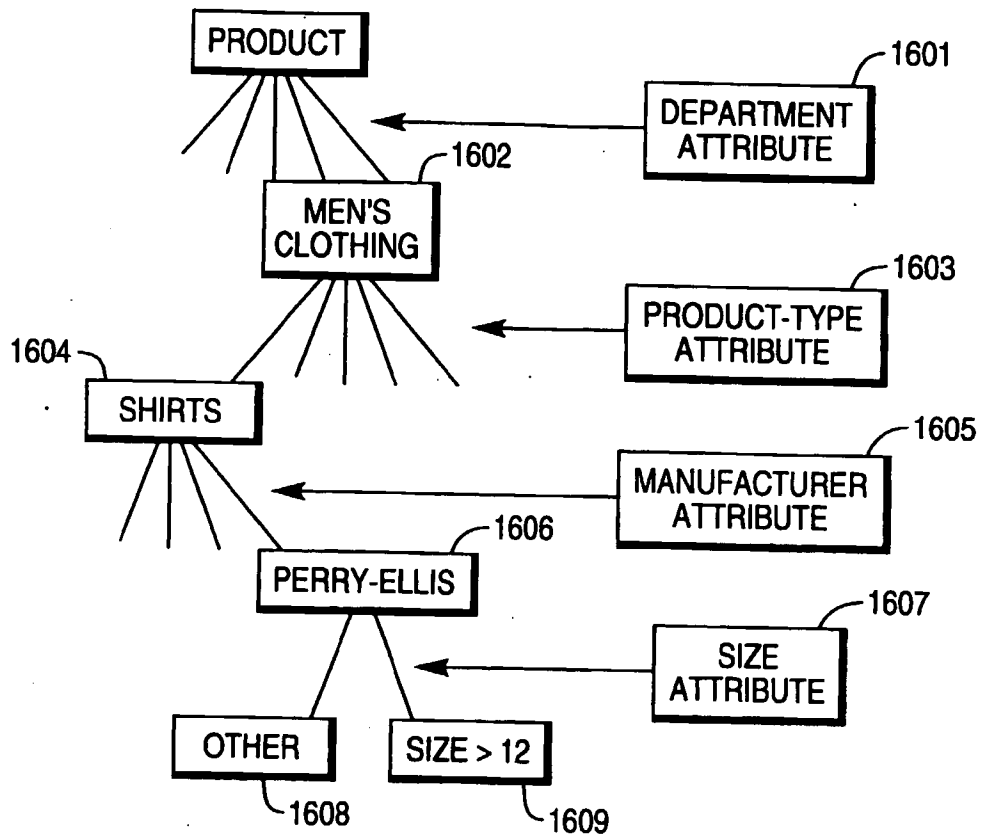 PRODUCT
1601
DEPARTMENT
ATTRIBUTE
1602
MEN'S
CLOTHING
1603
PRODUCT-TYPE
ATTRIBUTE
1604
SHIRTS
1605
MANUFACTURER
ATTRIBUTE
1606
PERRY-ELLIS
1607
SIZE
ATTRIBUTE
OTHER
SIZE > 12
1608
1609